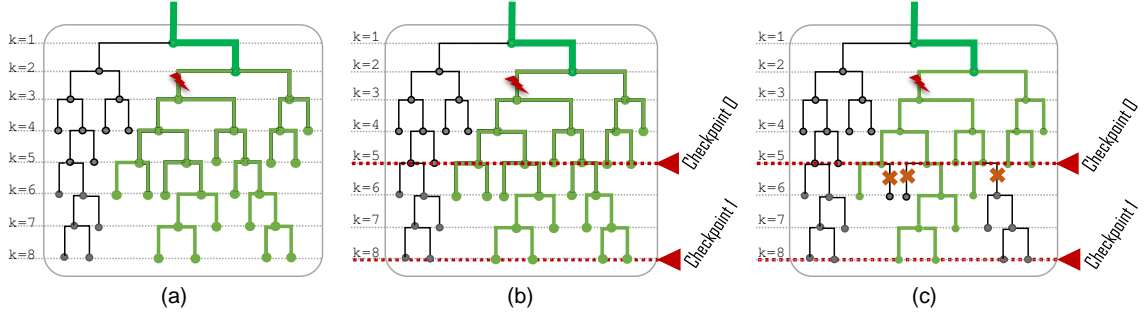 k=1
k=2
k=3
k=4
k=5
k=6
k=7
k=8
(a)
k=1
k=2
k=3
k=4
k=5
k=6
k=7
k=8
Checkpoint 0
Checkpoint 1
(b)
k=1
k=2
k=3
k=4
k=5
k=6
k=7
k=8
Checkpoint 0
Checkpoint 1
(c)